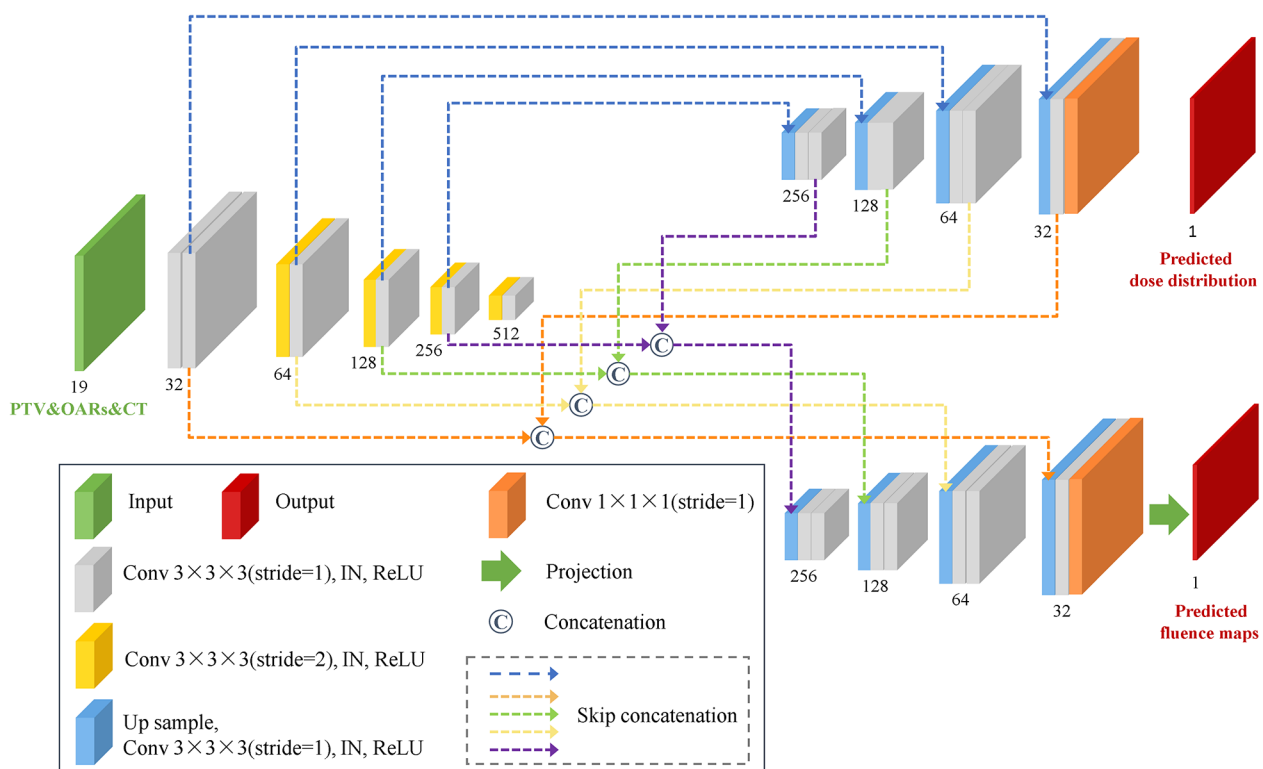 256
128
64
32
1
Predicted
dose distribution
19
PTV&OARs&CT
32
64
128
256
512
C
C
C
C
256
128
64
32
1
Predicted
fluence maps
Input
Output
Conv 1×1×1(stride=1)
Conv 3×3×3(stride=1), IN, ReLU
Projection
C
Concatenation
Conv 3×3×3(stride=2), IN, ReLU
Up sample,
Conv 3×3×3(stride=1), IN, ReLU
Skip concatenation